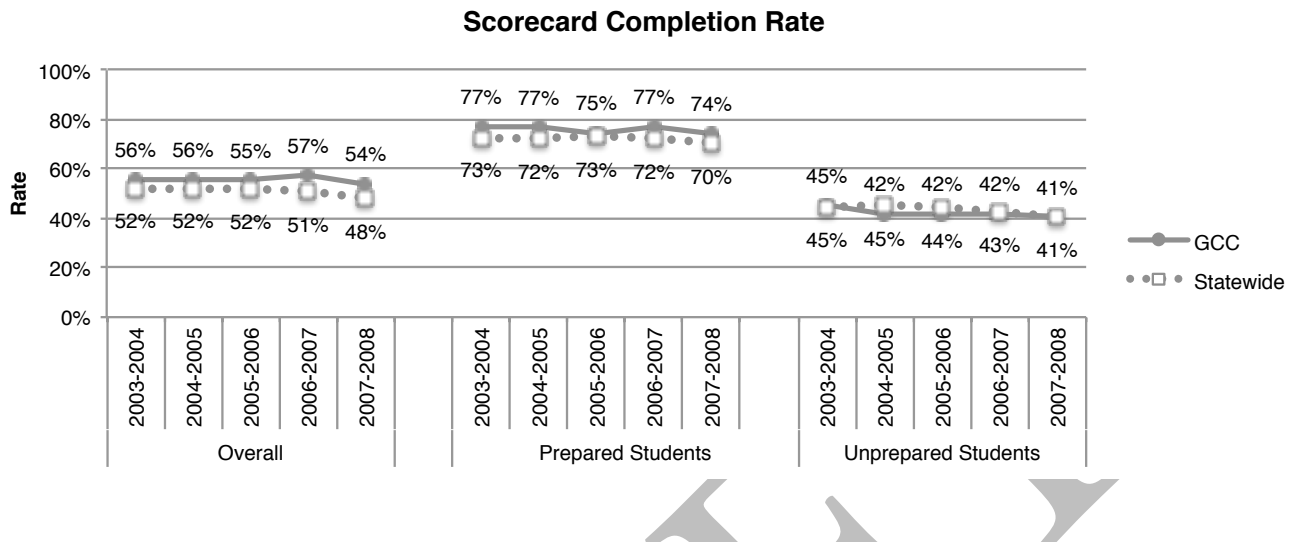 Scorecard Completion Rate
100%
80%
60%
40%
20%
0%
Rate
56% 56% 55% 57% 54%
52% 52% 52% 51% 48%
77% 77% 75% 77% 74%
73% 72% 73% 72% 70%
45% 42% 42% 42% 41%
45% 45% 44% 43% 41%
GCC
Statewide
2003-2004 2004-2005 2005-2006 2006-2007 2007-2008
2003-2004 2004-2005 2005-2006 2006-2007 2007-2008
2003-2004 2004-2005 2005-2006 2006-2007 2007-2008
Overall Prepared Students Unprepared Students